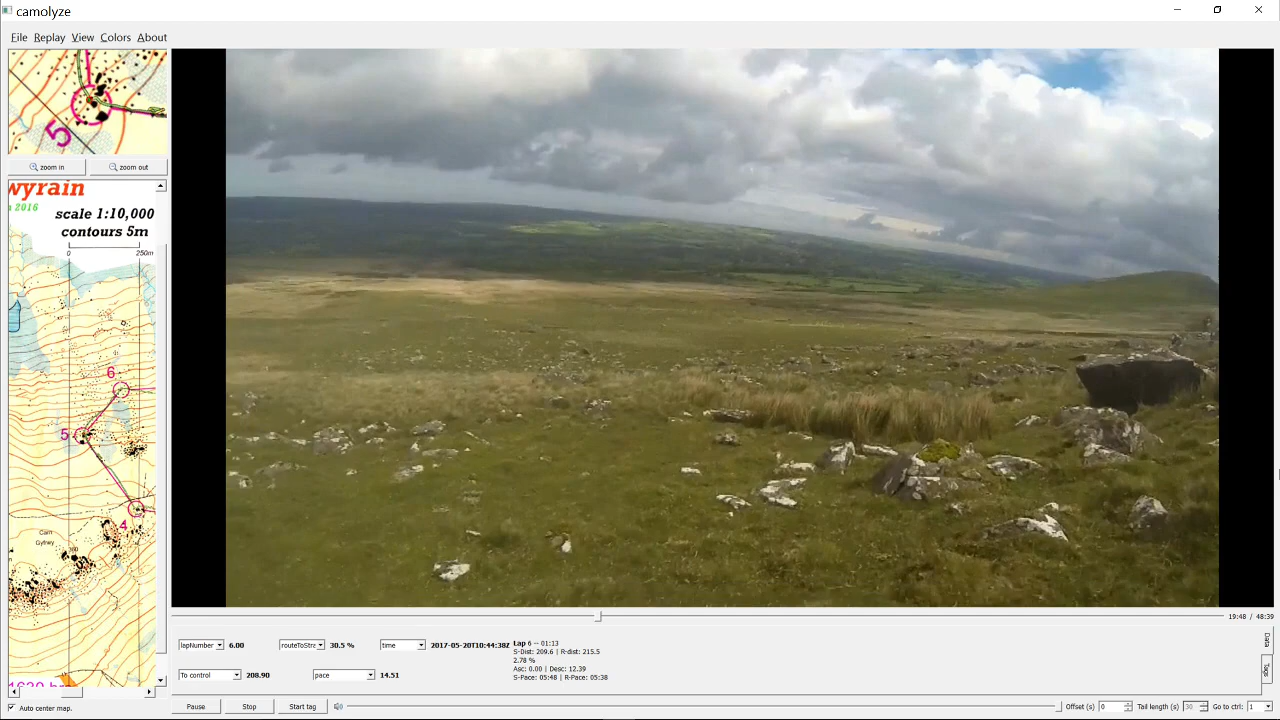 camolyze
File Replay View Colors About
5
zoom in zoom out
wyrain
2016
scale 1:10,000
contours 5m
0 250m
6
5
4
Carn
Gyfrwy
360
19:48 / 48:39
Data
Tags
lapNumber 6.00 routeToStr 30.5 % time 2017-05-20T10:44:38Z
To control 208.90 pace 14.51
Lap 6 -- 01:13
S-Dist: 209.6 | R-dist: 215.5
2.78 %
Asc: 0.00 | Desc: 12.39
S-Pace: 05:48 | R-Pace: 05:38
Auto center map. Pause Stop Start tag Offset (s) 0 Tail length (s) 30 Go to ctrl: 1